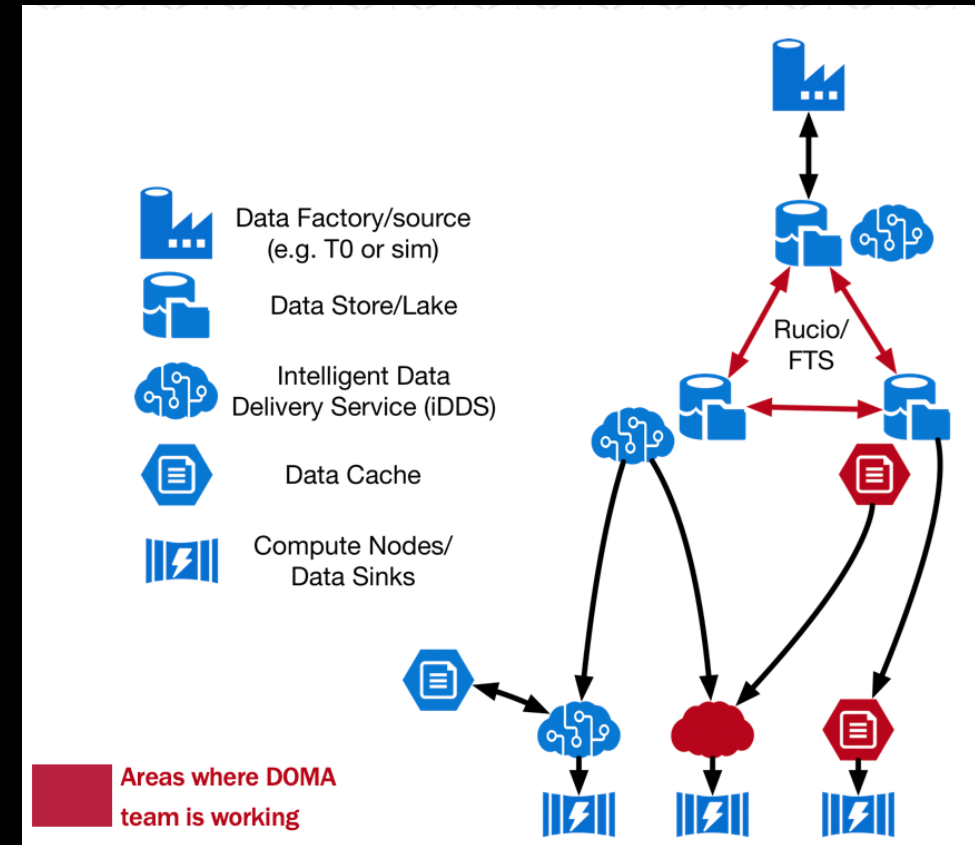 Data Factory/source
(e.g. T0 or sim)
Data Store/Lake
Intelligent Data
Delivery Service (iDDS)
Data Cache
Compute Nodes/
Data Sinks
Rucio/
FTS
Areas where DOMA
team is working